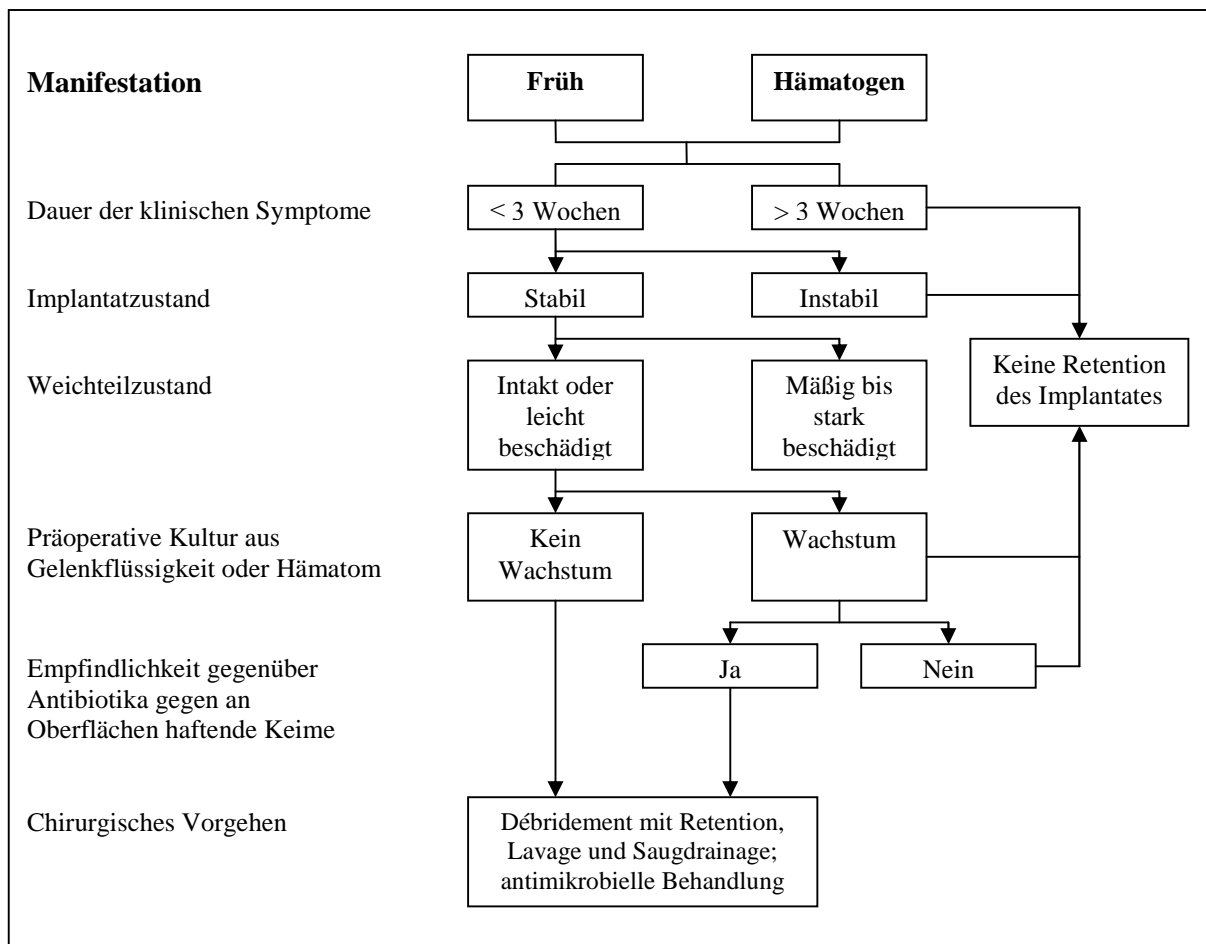 Manifestation
Früh
Hämatogen
Dauer der klinischen Symptome
< 3 Wochen
> 3 Wochen
Implantatzustand
Stabil
Instabil
Weichteilzustand
Intakt oder
leicht
beschädigt
Mäßig bis
stark
beschädigt
Keine Retention
des Implantates
Präoperative Kultur aus
Gelenkflüssigkeit oder Hämatom
Kein
Wachstum
Wachstum
Empfindlichkeit gegenüber
Antibiotika gegen an
Oberflächen haftende Keime
Ja
Nein
Chirurgisches Vorgehen
Débridement mit Retention,
Lavage und Saugdrainage;
antimikrobielle Behandlung